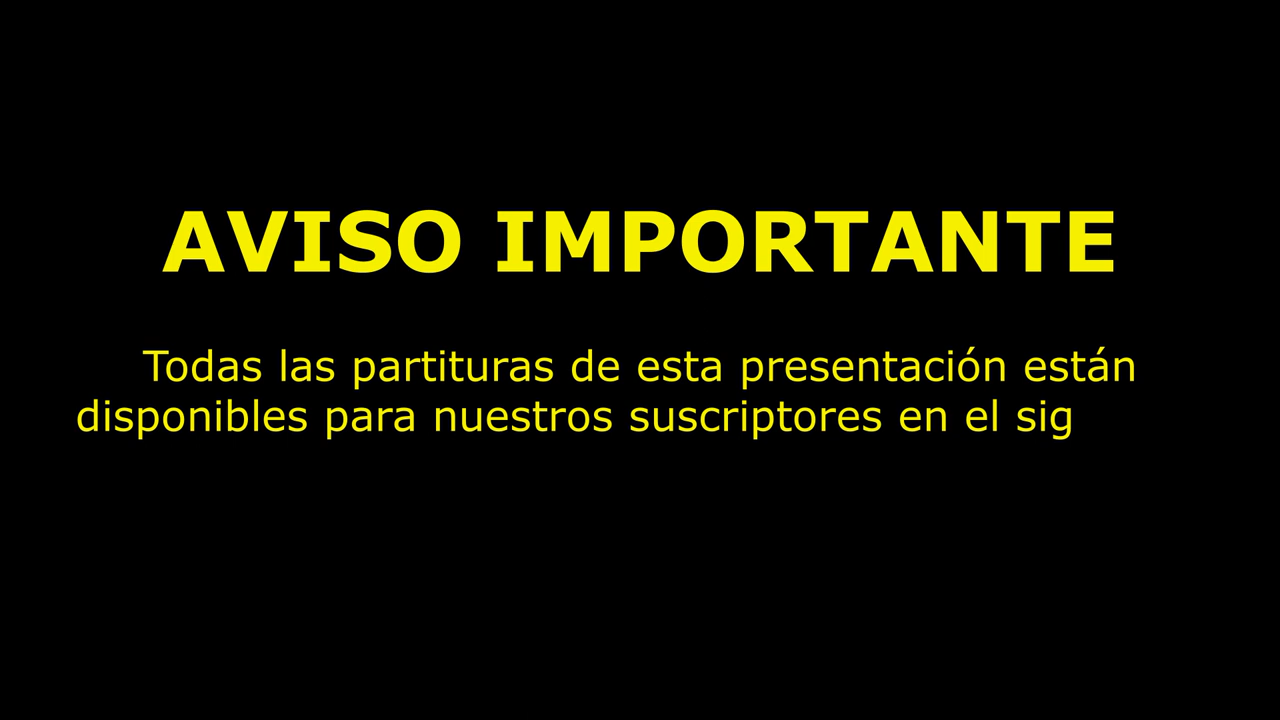 AVISO IMPORTANTE
Todas las partituras de esta presentación están
disponibles para nuestros suscriptores en el sig